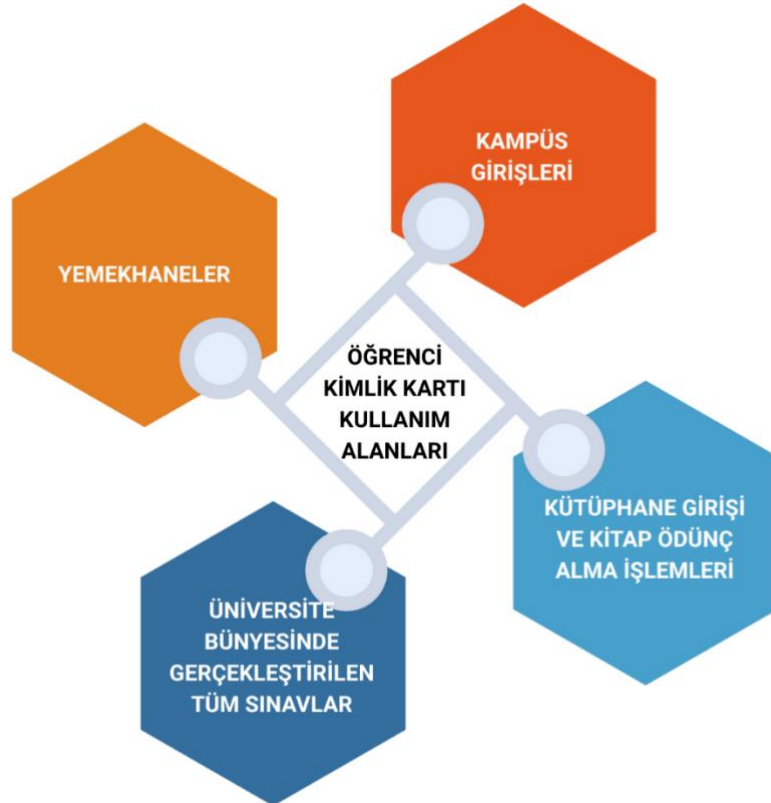 KAMPÜS
GİRİŞLERİ
YEMEKHANELER
ÖĞRENCİ
KİMLİK KARTI
KULLANIM
ALANLARI
KÜTÜPHANE GİRİŞİ
VE KİTAP ÖDÜNÇ
ALMA İŞLEMLERİ
ÜNİVERSİTE
BÜNYESİNDE
GERÇEKLEŞTİRİLEN
TÜM SINAVLAR